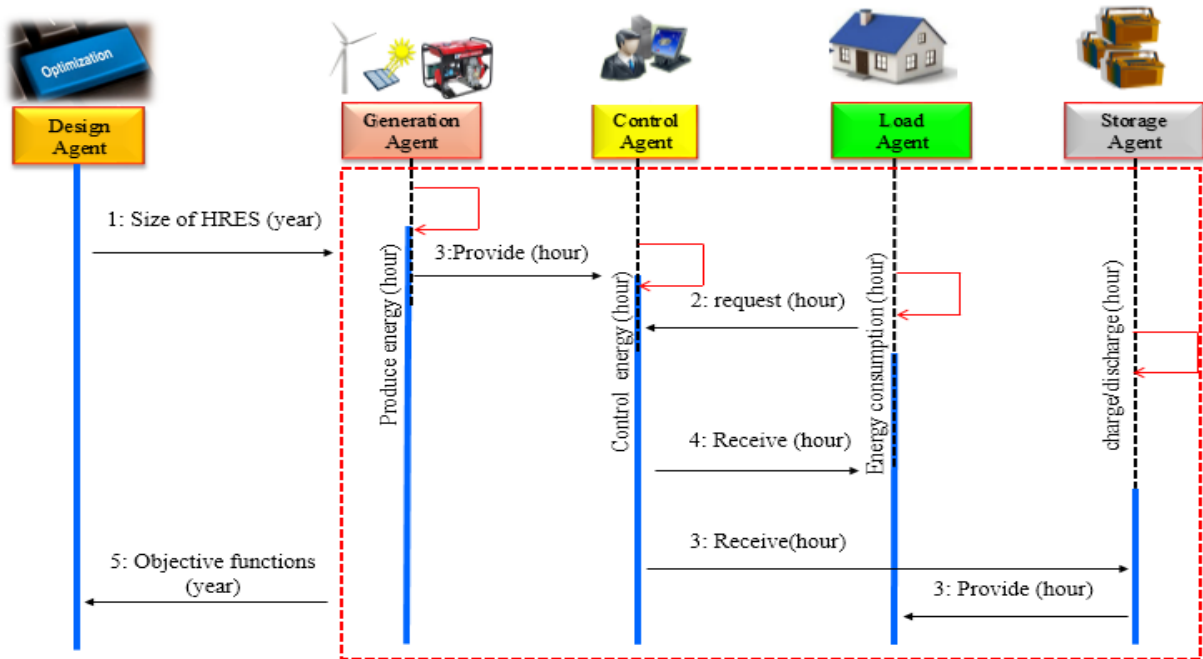 Optimization
Design
Agent
Generation
Agent
Control
Agent
Load
Agent
Storage
Agent
1: Size of HRES (year)
3:Provide (hour)
2: request (hour)
Produce energy (hour)
Control energy (hour)
Energy consumption (hour)
charge/discharge (hour)
4: Receive (hour)
3: Receive(hour)
5: Objective functions
(year)
3: Provide (hour)